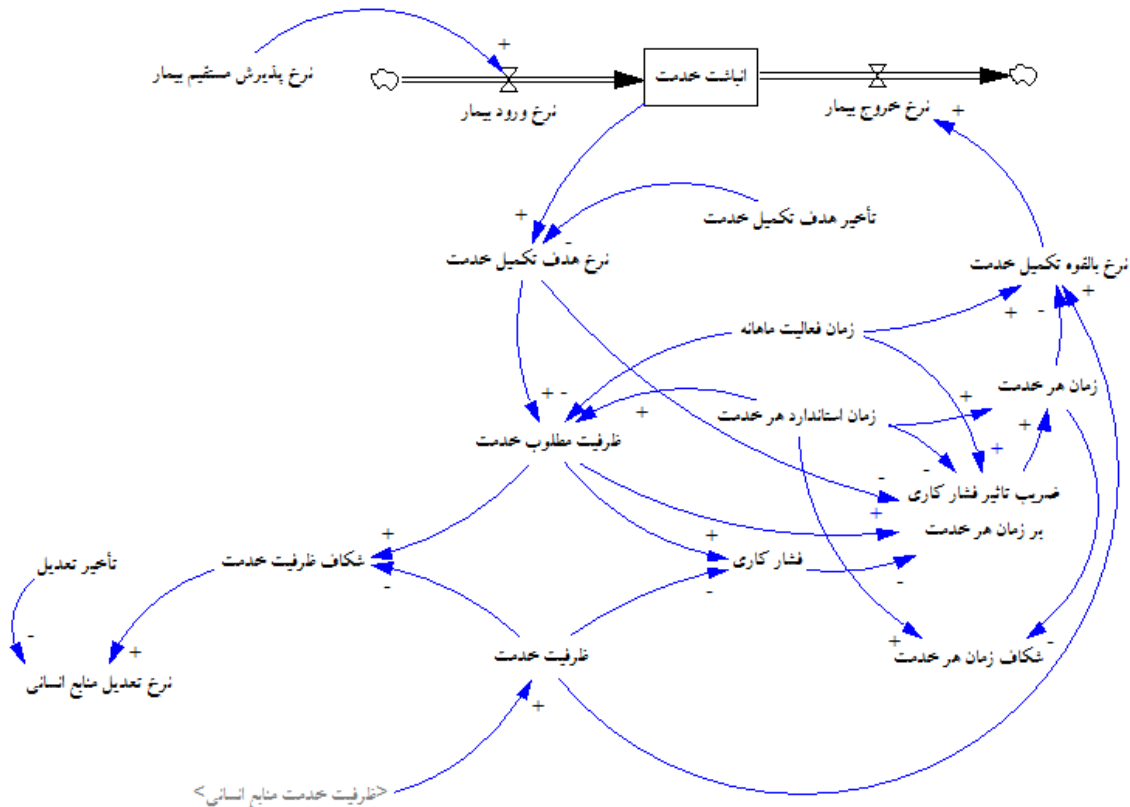 نرخ پذیرش مستقیم بیمار
انباشت خدمت
نرخ ورود بیمار
نرخ خروج بیمار
+
+
تأخیر هدف تکمیل خدمت
+
-
نرخ هدف تکمیل خدمت
نرخ بالقوه تکمیل خدمت
+
-
+
زمان فعالیت ماهانه
زمان هر خدمت
+ -
+
زمان استاندارد هر خدمت
+
+
ظرفیت مطلوب خدمت
+
-
-
ضریب تاثیر فشار کاری
بر زمان هر خدمت
+
+
+
فشار کاری
-
-
شکاف ظرفیت خدمت
-
تأخیر تعدیل
-
+
نرخ تعدیل منابع انسانی
ظرفیت خدمت
+
شکاف زمان هر خدمت
-
+
<ظرفیت خدمت منابع انسانی>